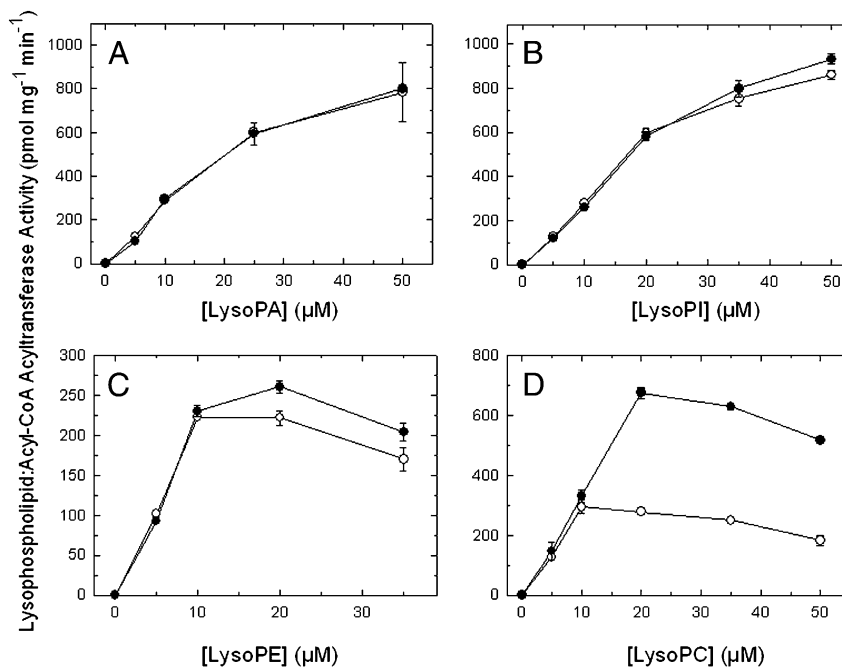 Lysophospholipid:Acyl-CoA Acyltransferase Activity (pmol mg⁻¹ min⁻¹)
A
1000
800
600
400
200
0
0 10 20 30 40 50
[LysoPA] (µM)
B
1000
800
600
400
200
0
0 10 20 30 40 50
[LysoPI] (µM)
C
300
250
200
150
100
50
0
0 10 20 30
[LysoPE] (µM)
D
800
600
400
200
0
0 10 20 30 40 50
[LysoPC] (µM)